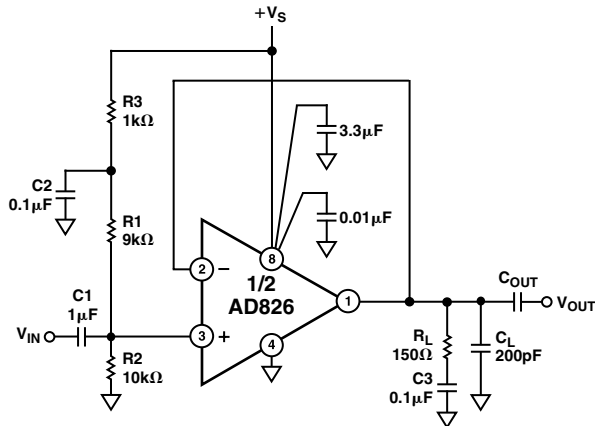 +VS
R3
1kΩ
3.3μF
C2
0.1μF
R1
9kΩ
0.01μF
8
2
–
1/2
AD826
1
COUT
VOUT
C1
1μF
VIN
3
+
4
R2
10kΩ
RL
150Ω
CL
200pF
C3
0.1μF